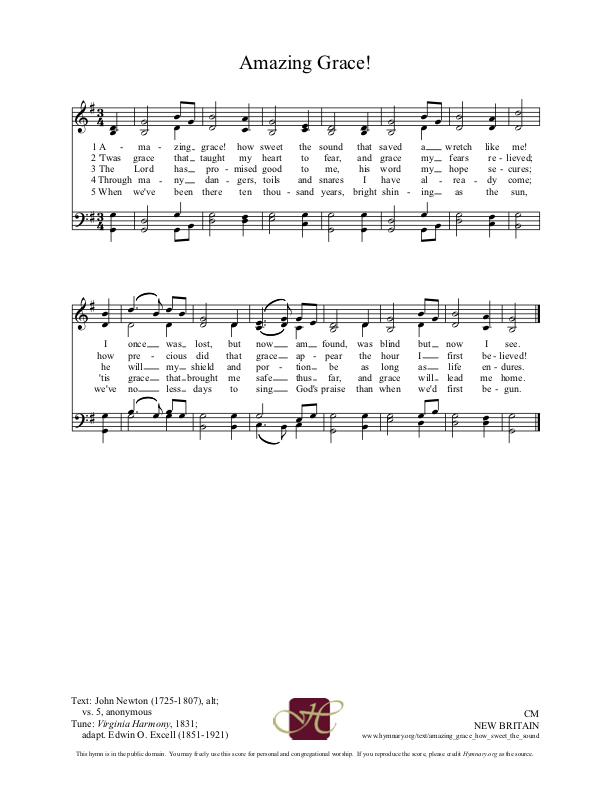 Amazing Grace!
1 A - ma - zing grace! how sweet the sound that saved a wretch like me!
2 'Twas grace that taught my heart to fear, and grace my fears re - lieved;
3 The Lord has pro - mised good to me, his word my hope se - cures;
4 Through ma - ny dan - gers, toils and snares I have al - rea - dy come;
5 When we've been there ten thou - sand years, bright shin - ing as the sun,
I once was lost, but now am found, was blind but now I see.
how pre - cious did that grace ap - pear the hour I first be - lieved!
he will my shield and por - tion be as long as life en - dures.
'tis grace that brought me safe thus far, and grace will lead me home.
we've no less days to sing God's praise than when we'd first be - gun.
Text: John Newton (1725-1807), alt;
vs. 5, anonymous
Tune: Virginia Harmony, 1831;
adapt. Edwin O. Excell (1851-1921)
CM
NEW BRITAIN
www.hymnary.org/text/amazing_grace_how_sweet_the_sound
This hymn is in the public domain. You may freely use this score for personal and congregational worship. If you reproduce the score, please credit Hymnary.org as the source.